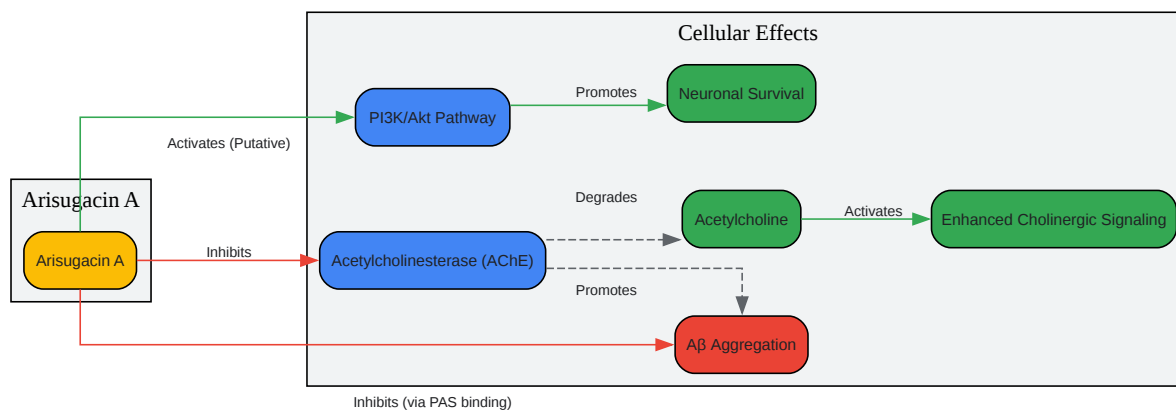 Cellular Effects
Promotes
Neuronal Survival
PI3K/Akt Pathway
Activates (Putative)
Arisugacin A
Degrades
Acetylcholine
Activates
Enhanced Cholinergic Signaling
Arisugacin A
Inhibits
Acetylcholinesterase (AChE)
Promotes
Aβ Aggregation
Inhibits (via PAS binding)